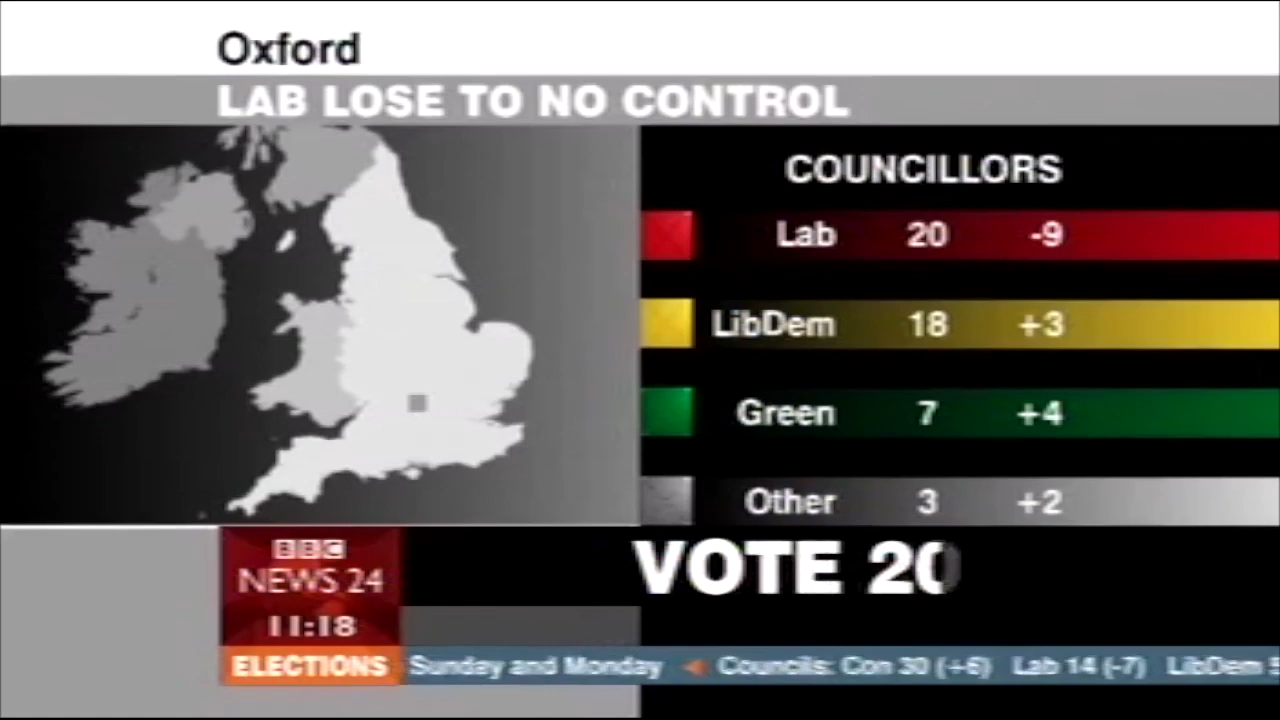 Oxford
LAB LOSE TO NO CONTROL
COUNCILLORS
Lab 20 -9
LibDem 18 +3
Green 7 +4
Other 3 +2
VOTE 20
BBC
NEWS 24
11:18
ELECTIONS Sunday and Monday Councils: Con 30 (+6) Lab 14 (-7) LibDem